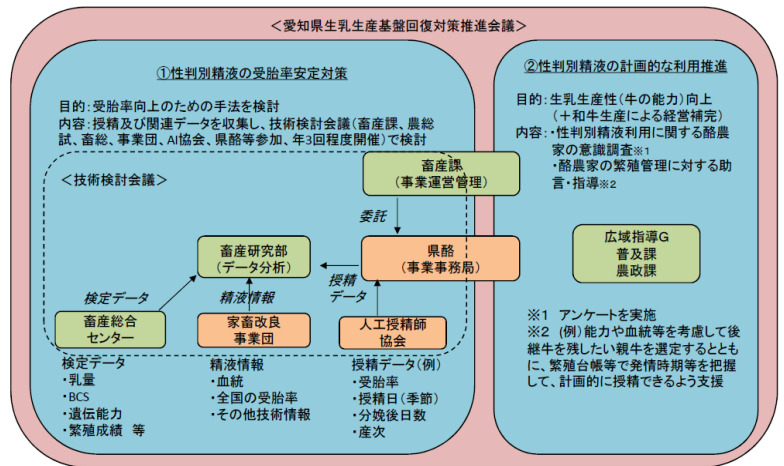 ＜愛知県生乳生産基盤回復対策推進会議＞
①性判別精液の受胎率安定対策
目的：受胎率向上のための手法を検討
内容：授精及び関連データを収集し、技術検討会議（畜産課、農総
試、畜総、事業団、AI協会、県酪等参加、年3回程度開催）で検討
＜技術検討会議＞
畜産課
（事業運営管理）
委託
畜産研究部
（データ分析）
県酪
（事業事務局）
授精
データ
検定データ
精液情報
畜産総合
センター
家畜改良
事業団
人工授精師
協会
検定データ
・乳量
・BCS
・遺伝能力
・繁殖成績　等
精液情報
・血統
・全国の受胎率
・その他技術情報
授精データ（例）
・受胎率
・授精日（季節）
・分娩後日数
・産次
②性判別精液の計画的な利用推進
目的：生乳生産性（牛の能力）向上
（＋和牛生産による経営補完）
内容：・性判別精液利用に関する酪農
家の意識調査※1
・酪農家の繁殖管理に対する助
言・指導※2
広域指導G
普及課
農政課
※1　アンケートを実施
※2　（例）能力や血統等を考慮して後
継牛を残したい親牛を選定するとと
もに、繁殖台帳等で発情時期等を把握
して、計画的に授精できるよう支援